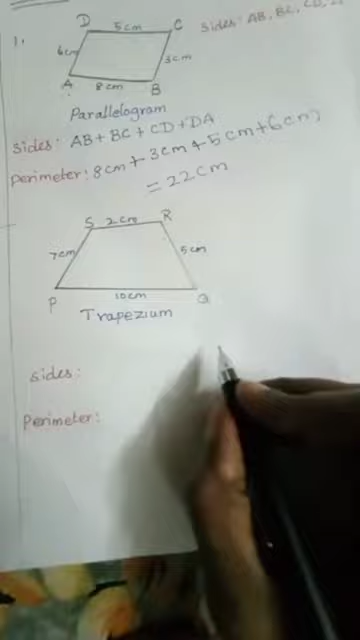 D 5cm C sides: AB, BC, CD,
1.
6cm 3cm
A 8cm B
Parallelogram
sides: AB + BC + CD + DA
Perimeter: 8cm + 3cm + 5cm + 6cm
= 22cm
S 2cm R
7cm 5cm
P 10cm Q
Trapezium
sides:
Perimeter: